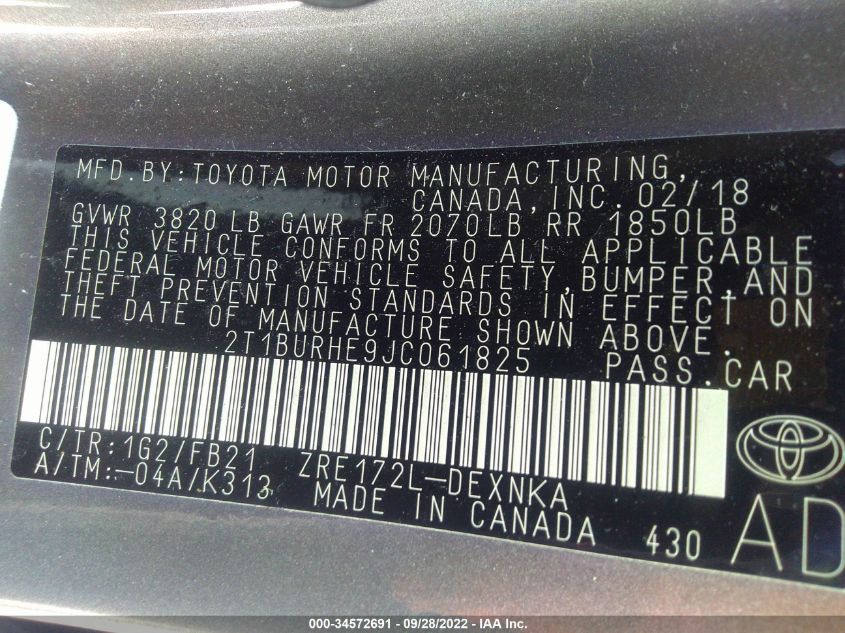 MFD.BY:TOYOTA MOTOR MANUFACTURING,
CANADA,INC. 02/18
GVWR 3820 LB GAWR FR 2070LB RR 1850LB
THIS VEHICLE CONFORMS TO ALL APPLICABLE
FEDERAL MOTOR VEHICLE SAFETY,BUMPER,AND
THEFT PREVENTION STANDARDS IN EFFECT ON
THE DATE OF MANUFACTURE SHOWN ABOVE.
2T1BURHE9JC061825 PASS.CAR
C/TR:1G2/FB21 ZRE172L-DEXNKA
A/TM:-04A/K313 MADE IN CANADA 430 AD
000-34572691 - 09/28/2022 - IAA Inc.